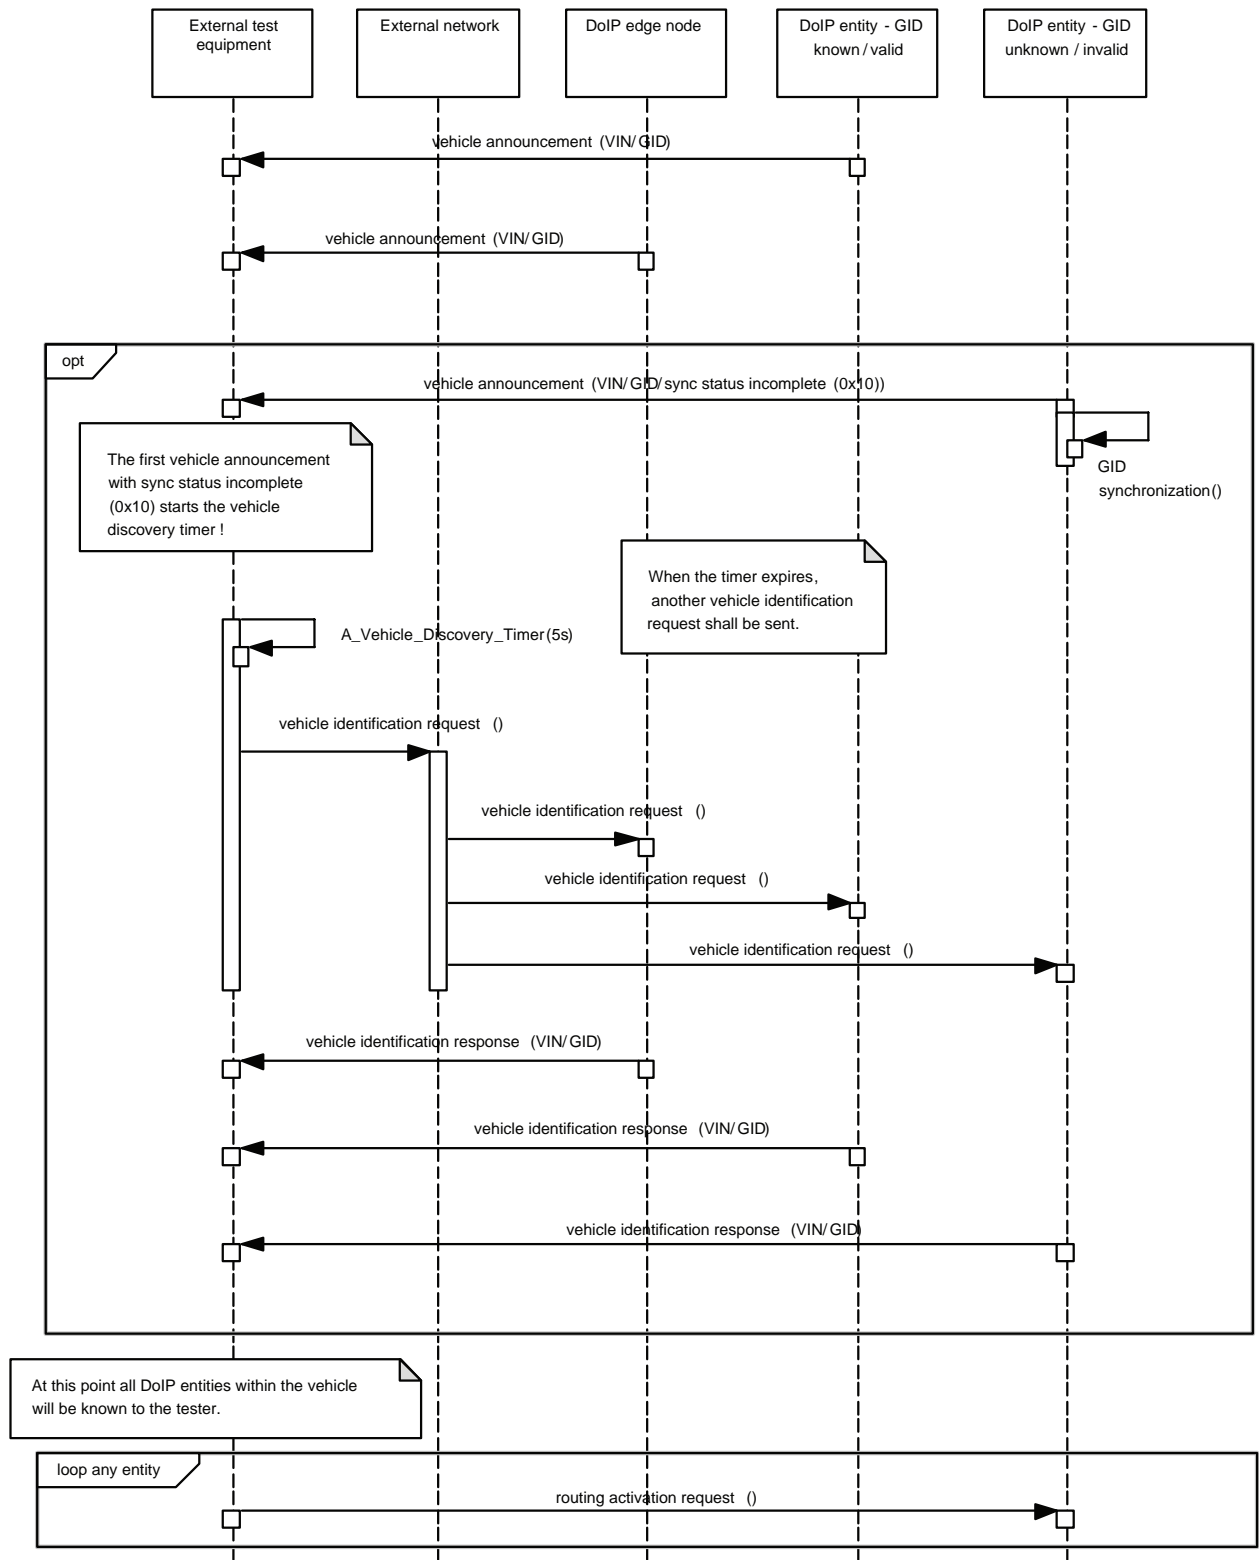 External test
equipment
External network
DoIP edge node
DoIP entity - GID
known / valid
DoIP entity - GID
unknown / invalid
vehicle announcement (VIN/GID)
vehicle announcement (VIN/GID)
opt
vehicle announcement (VIN/GID/sync status incomplete (0x10))
The first vehicle announcement
with sync status incomplete
(0x10) starts the vehicle
discovery timer !
GID
synchronization()
When the timer expires,
another vehicle identification
request shall be sent.
A_Vehicle_Discovery_Timer(5s)
vehicle identification request ()
vehicle identification request ()
vehicle identification request ()
vehicle identification request ()
vehicle identification response (VIN/GID)
vehicle identification response (VIN/GID)
vehicle identification response (VIN/GID)
At this point all DoIP entities within the vehicle
will be known to the tester.
loop any entity
routing activation request ()